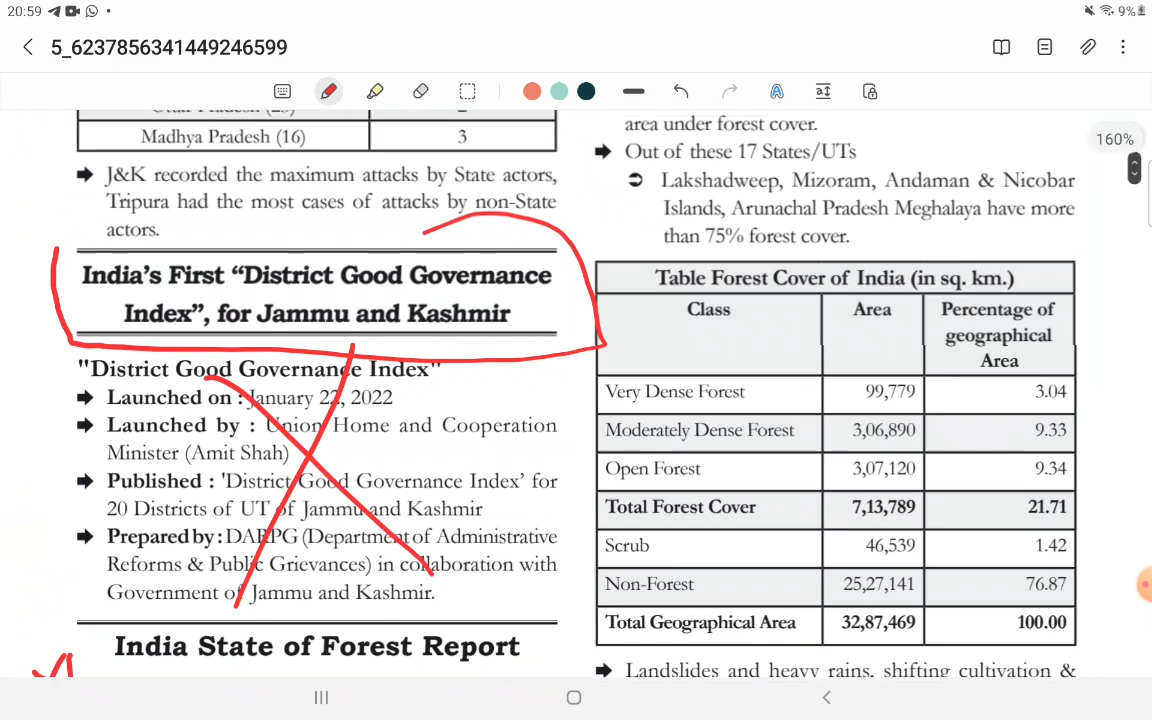 20:59
9%
5_6237856341449246599
160%
Madhya Pradesh (16) 3
J&K recorded the maximum attacks by State actors,
Tripura had the most cases of attacks by non-State
actors.
India's First "District Good Governance
Index", for Jammu and Kashmir
"District Good Governance Index"
Launched on : January 22, 2022
Launched by : Union Home and Cooperation
Minister (Amit Shah)
Published : 'District Good Governance Index' for
20 Districts of UT of Jammu and Kashmir
Prepared by : DARPG (Department of Administrative
Reforms & Public Grievances) in collaboration with
Government of Jammu and Kashmir.
India State of Forest Report
area under forest cover.
Out of these 17 States/UTs
Lakshadweep, Mizoram, Andaman & Nicobar
Islands, Arunachal Pradesh Meghalaya have more
than 75% forest cover.
Table Forest Cover of India (in sq. km.)
Class Area Percentage of
geographical
Area
Very Dense Forest 99,779 3.04
Moderately Dense Forest 3,06,890 9.33
Open Forest 3,07,120 9.34
Total Forest Cover 7,13,789 21.71
Scrub 46,539 1.42
Non-Forest 25,27,141 76.87
Total Geographical Area 32,87,469 100.00
Landslides and heavy rains, shifting cultivation &